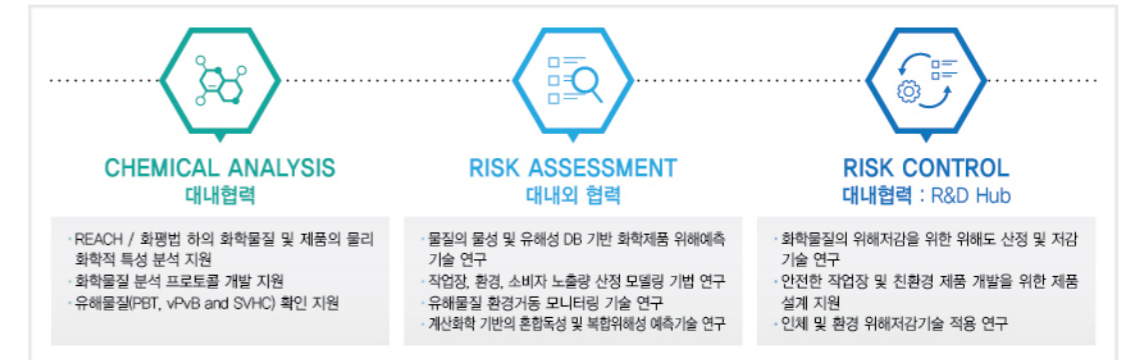 CHEMICAL ANALYSIS
대내협력
· REACH / 화평법 하의 화학물질 및 제품의 물리
화학적 특성 분석 지원
· 화학물질 분석 프로토콜 개발 지원
· 유해물질(PBT, vPvB and SVHC) 확인 지원
RISK ASSESSMENT
대내외 협력
· 물질의 물성 및 유해성 DB 기반 화학제품 위해예측
기술 연구
· 작업장, 환경, 소비자 노출량 산정 모델링 기법 연구
· 유해물질 환경거동 모니터링 기술 연구
· 계산화학 기반의 혼합독성 및 복합위해성 예측기술 연구
RISK CONTROL
대내협력 : R&D Hub
· 화학물질의 위해저감을 위한 위해도 산정 및 저감
기술 연구
· 안전한 작업장 및 친환경 제품 개발을 위한 제품
설계 지원
· 인체 및 환경 위해저감기술 적용 연구